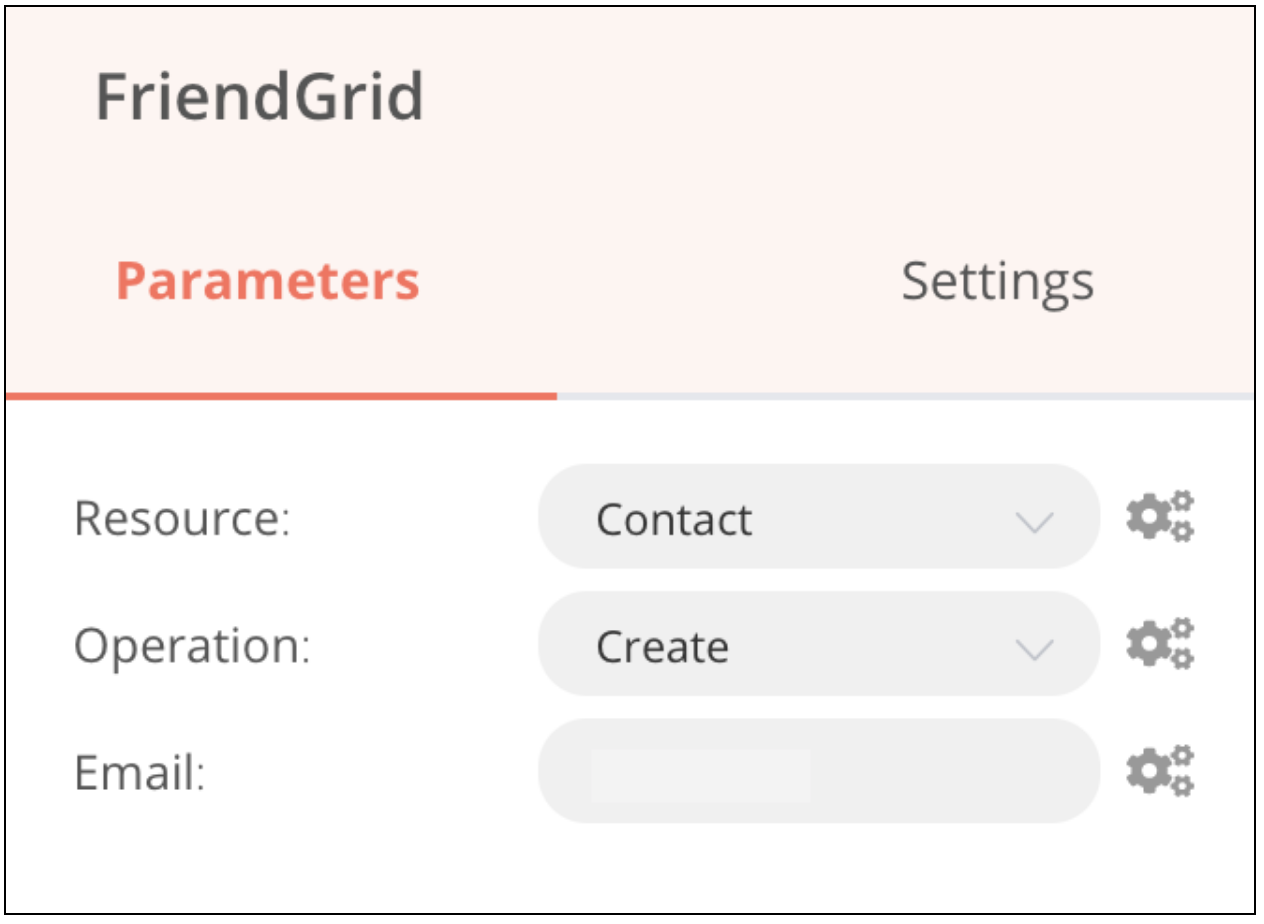 FriendGrid
Parameters Settings
Resource: Contact
Operation: Create
Email: